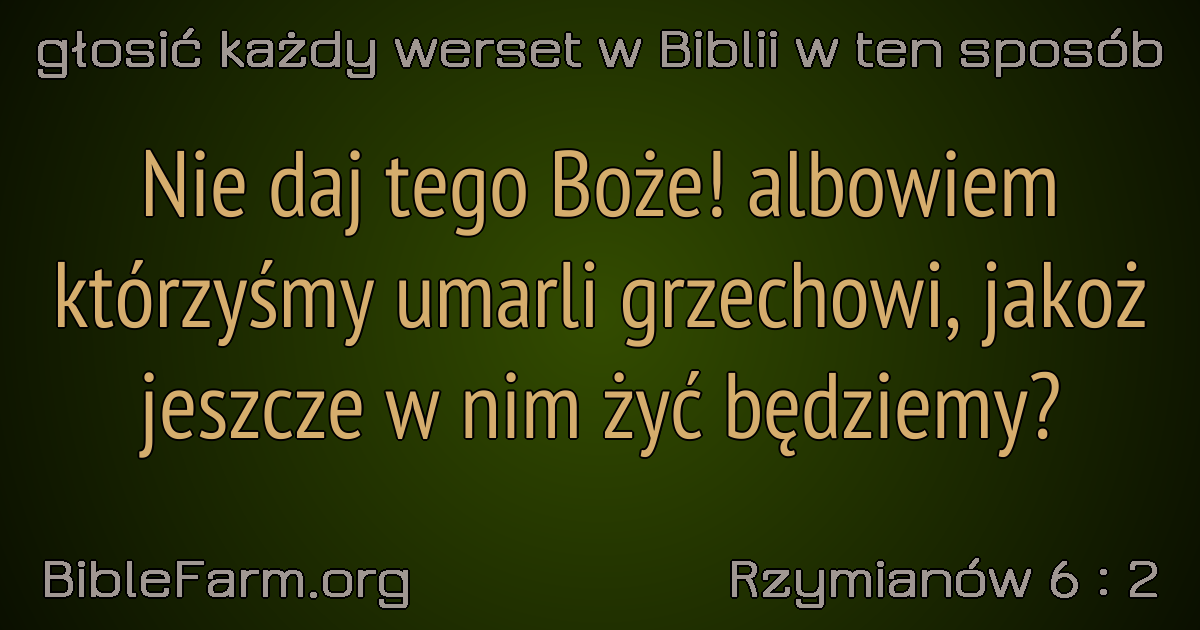 głosić każdy werset w Biblii w ten sposób
Nie daj tego Boże! albowiem
którzyśmy umarli grzechowi, jakoż
jeszcze w nim żyć będziemy?
BibleFarm.org
Rzymianów 6 : 2